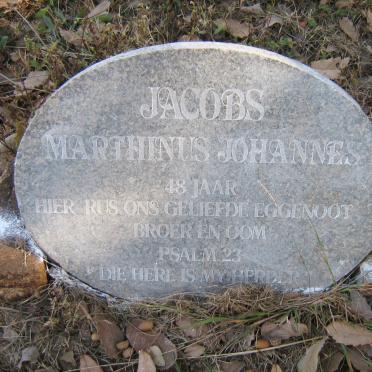 JACOBS
MARTHINUS JOHANNES
48 JAAR
HIER RUS ONS GELIEFDE EGGENOOT
BROER EN OOM
PSALM 23
DIE HERE IS MY HERDER